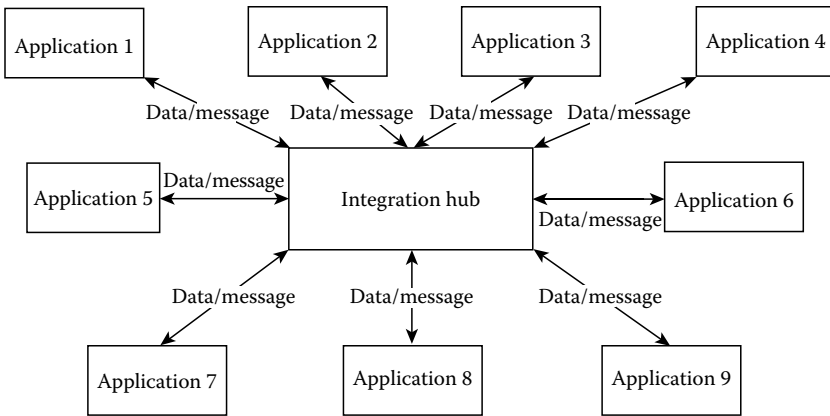 Application 1
Application 2
Application 3
Application 4
Data/message
Data/message
Data/message
Data/message
Application 5
Data/message
Integration hub
Data/message
Application 6
Data/message
Data/message
Data/message
Application 7
Application 8
Application 9